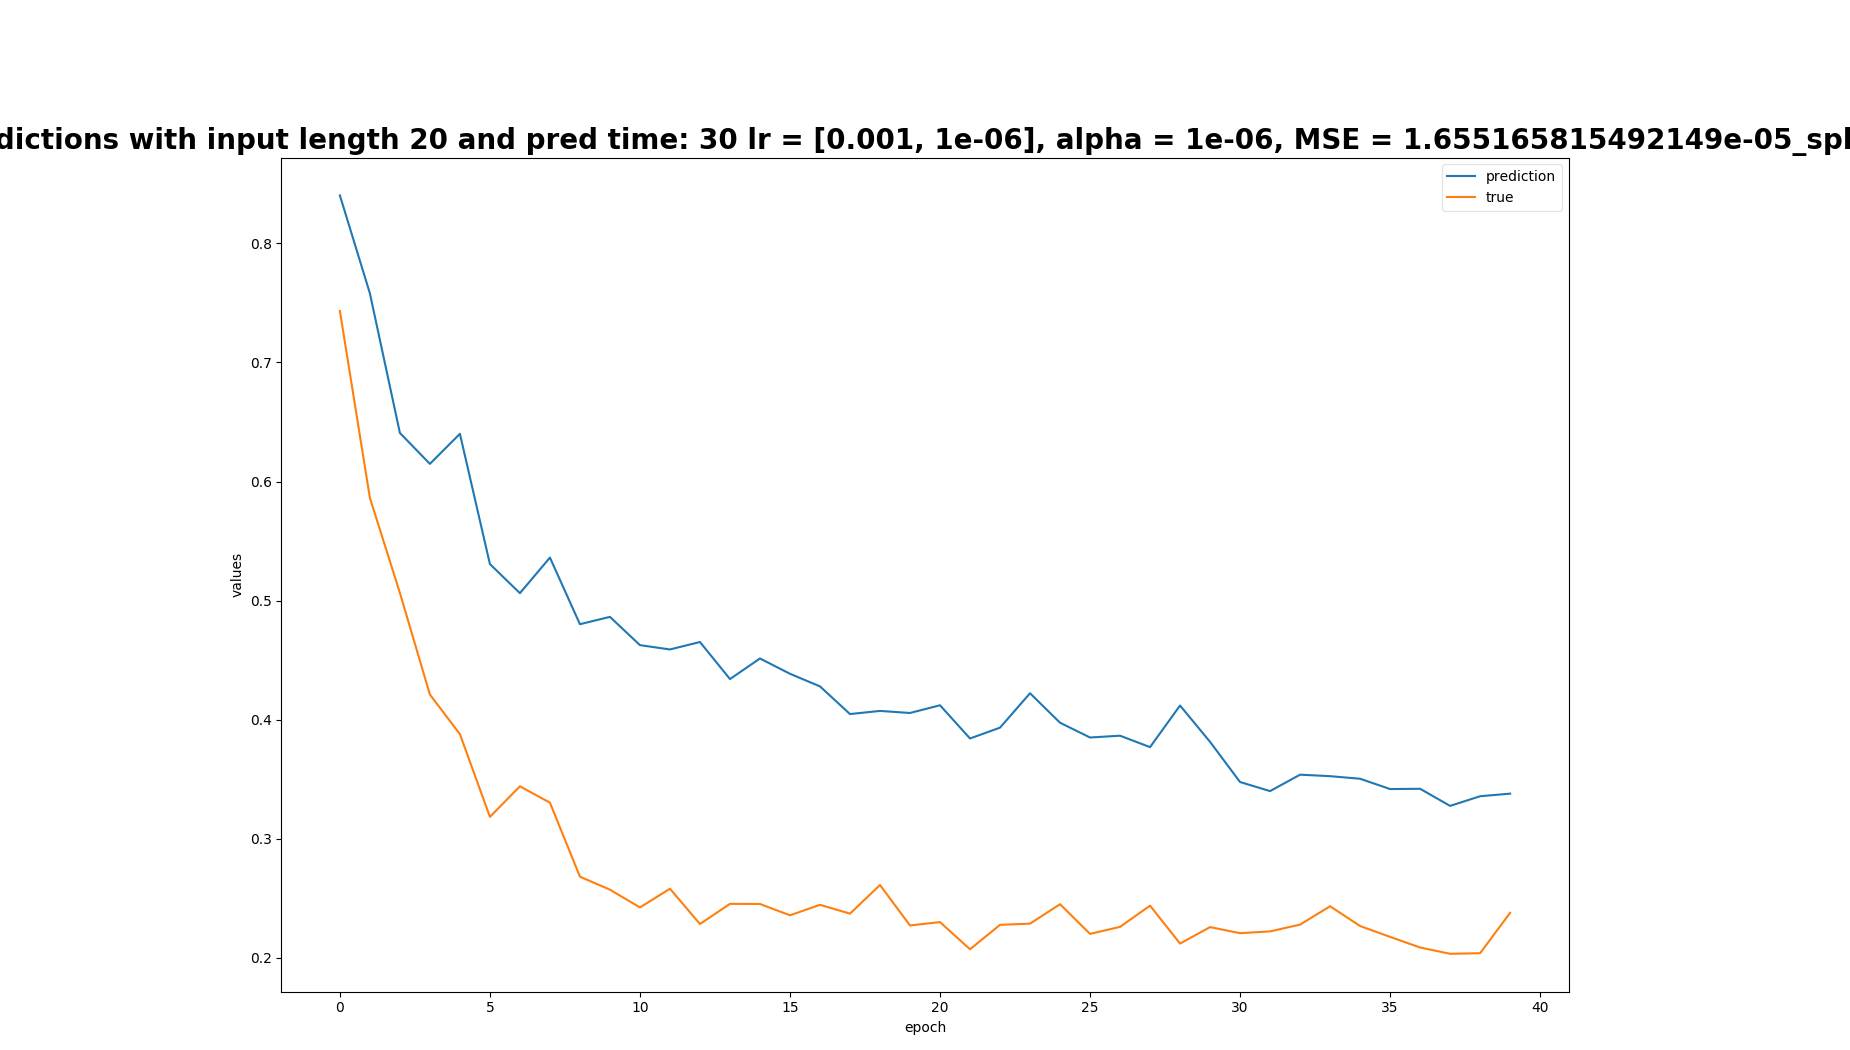 dictions with input length 20 and pred time: 30 lr = [0.001, 1e-06], alpha = 1e-06, MSE = 1.655165815492149e-05_spl
prediction
true
0.8
0.7
0.6
0.5
0.4
0.3
0.2
values
0 5 10 15 20 25 30 35 40
epoch